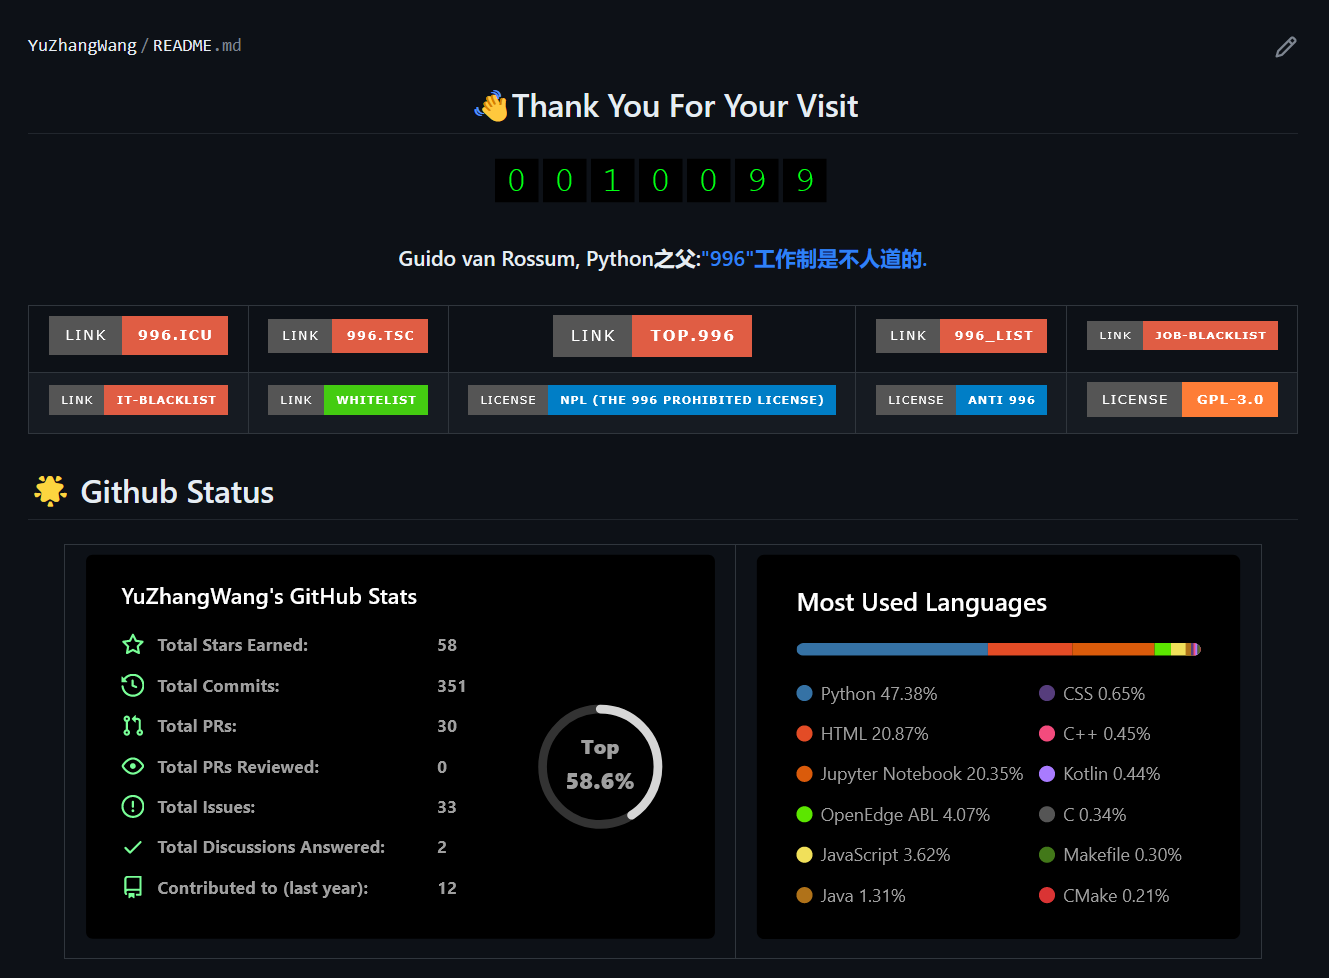 YuZhangWang / README.md
👋Thank You For Your Visit
0 0 1 0 0 9 9
Guido van Rossum, Python之父:"996"工作制是不人道的.
LINK 996.ICU LINK 996.TSC LINK TOP.996 LINK 996_LIST LINK JOB-BLACKLIST
LINK IT-BLACKLIST LINK WHITELIST LICENSE NPL (THE 996 PROHIBITED LICENSE) LICENSE ANTI 996 LICENSE GPL-3.0
🌟 Github Status
YuZhangWang's GitHub Stats
Total Stars Earned: 58
Total Commits: 351
Total PRs: 30
Total PRs Reviewed: 0
Total Issues: 33
Total Discussions Answered: 2
Contributed to (last year): 12
Top
58.6%
Most Used Languages
Python 47.38%
HTML 20.87%
Jupyter Notebook 20.35%
OpenEdge ABL 4.07%
JavaScript 3.62%
Java 1.31%
CSS 0.65%
C++ 0.45%
Kotlin 0.44%
C 0.34%
Makefile 0.30%
CMake 0.21%